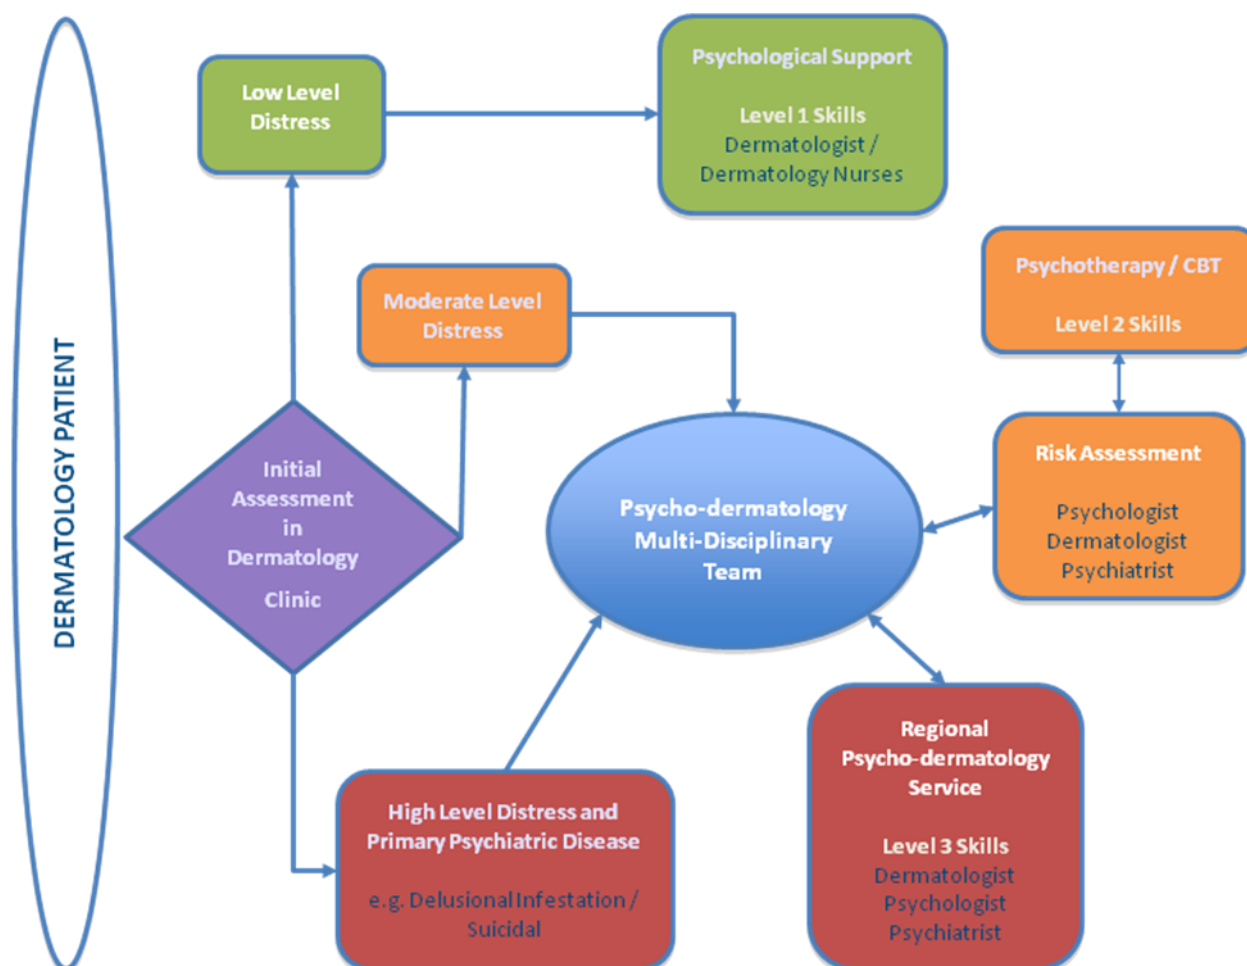 DERMATOLOGY PATIENT
Low Level
Distress
Psychological Support
Level 1 Skills
Dermatologist /
Dermatology Nurses
Moderate Level
Distress
Psychotherapy / CBT
Level 2 Skills
Initial
Assessment
in
Dermatology
Clinic
Psycho-dermatology
Multi-Disciplinary
Team
Risk Assessment
Psychologist
Dermatologist
Psychiatrist
High Level Distress and
Primary Psychiatric Disease
e.g. Delusional Infestation /
Suicidal
Regional
Psycho-dermatology
Service
Level 3 Skills
Dermatologist
Psychologist
Psychiatrist